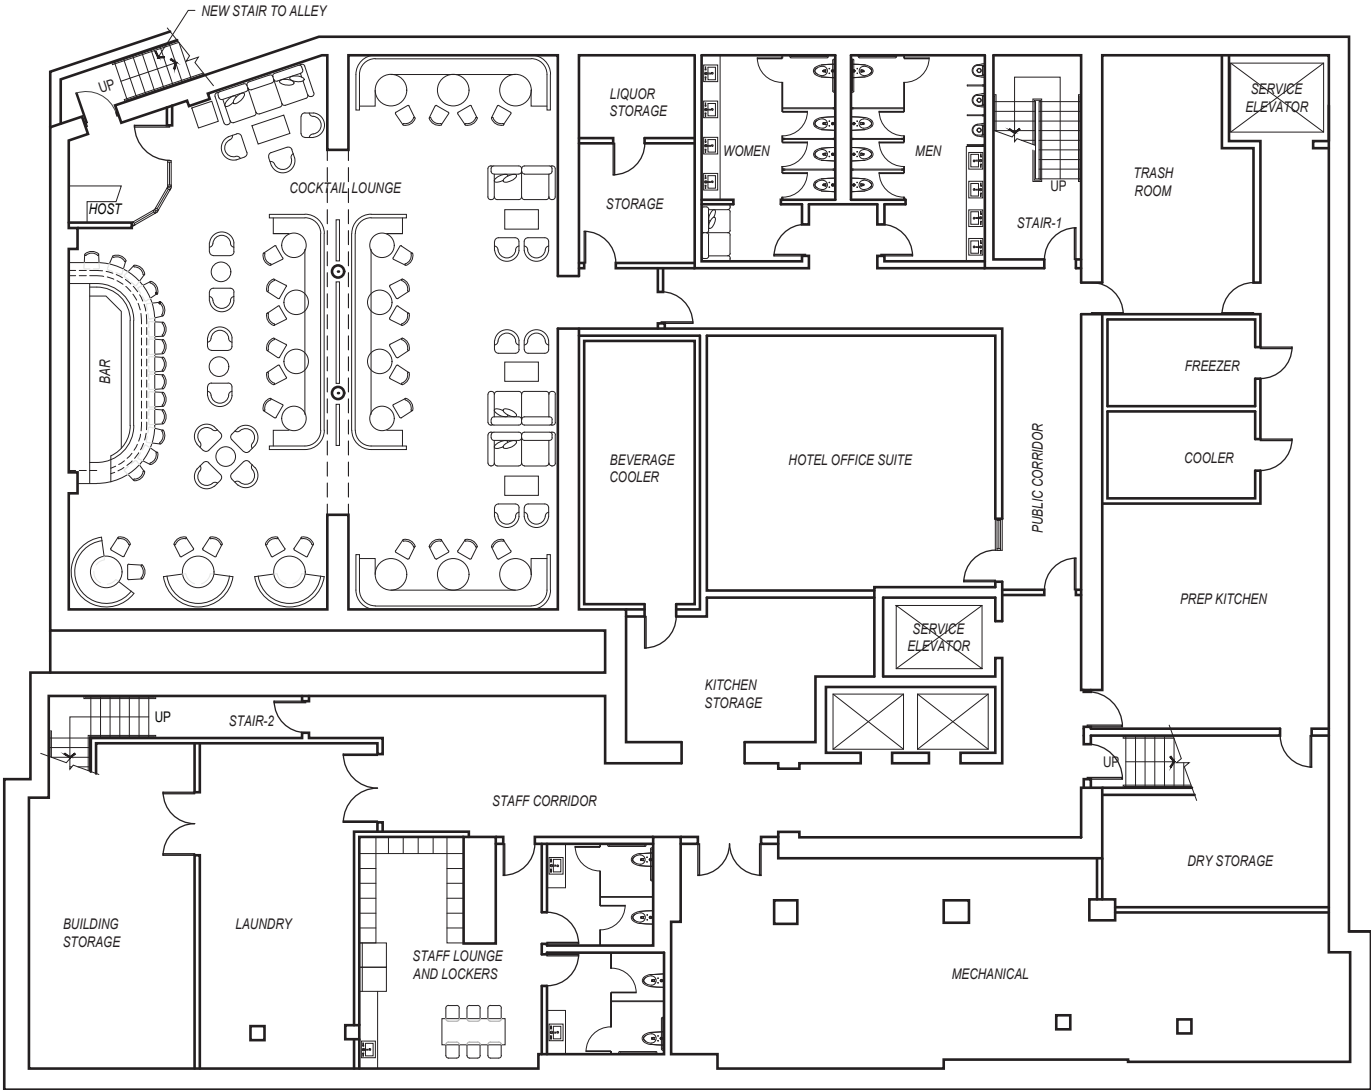 NEW STAIR TO ALLEY
UP
LIQUOR
STORAGE
SERVICE
ELEVATOR
WOMEN
MEN
TRASH
ROOM
COCKTAIL LOUNGE
UP
HOST
STORAGE
STAIR-1
BAR
FREEZER
COOLER
BEVERAGE
COOLER
HOTEL OFFICE SUITE
PUBLIC CORRIDOR
PREP KITCHEN
SERVICE
ELEVATOR
KITCHEN
STORAGE
UP
STAIR-2
UP
STAFF CORRIDOR
DRY STORAGE
BUILDING
STORAGE
LAUNDRY
STAFF LOUNGE
AND LOCKERS
MECHANICAL